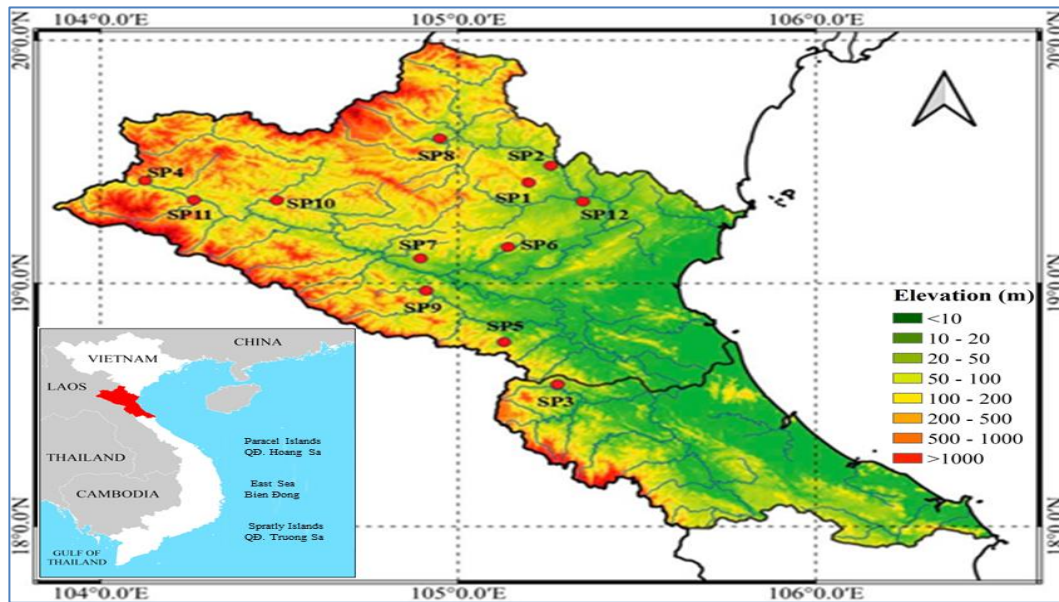 104°0.0'E
105°0.0'E
106°0.0'E
20°0.0'N
20°0.0'N
SP8
SP2
SP4
SP1
SP11
SP10
SP12
SP7
SP6
19°0.0'N
19°0.0'N
SP9
SP5
SP3
Elevation (m)
<10
10 - 20
20 - 50
50 - 100
100 - 200
200 - 500
500 - 1000
>1000
CHINA
VIETNAM
LAOS
THAILAND
CAMBODIA
GULF OF
THAILAND
Paracel Islands
QĐ. Hoang Sa
East Sea
Bien Đong
Spratly Islands
QĐ. Truong Sa
18°0.0'N
18°0.0'N
104°0.0'E
105°0.0'E
106°0.0'E